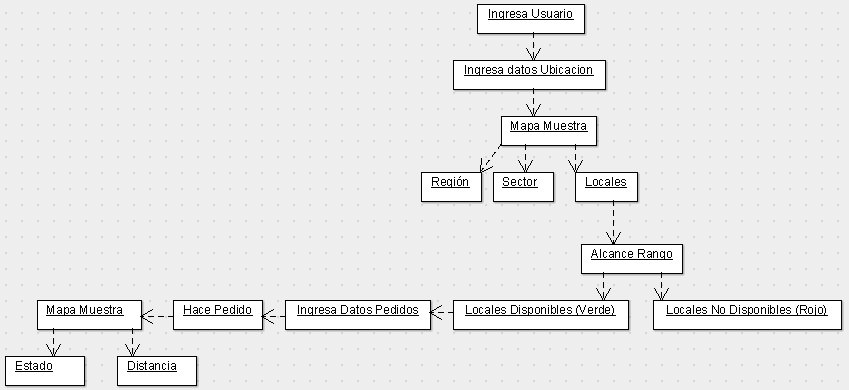 Ingresa Usuario
Ingresa datos Ubicacion
Mapa Muestra
Región
Sector
Locales
Alcance Rango
Mapa Muestra
Hace Pedido
Ingresa Datos Pedidos
Locales Disponibles (Verde)
Locales No Disponibles (Rojo)
Estado
Distancia